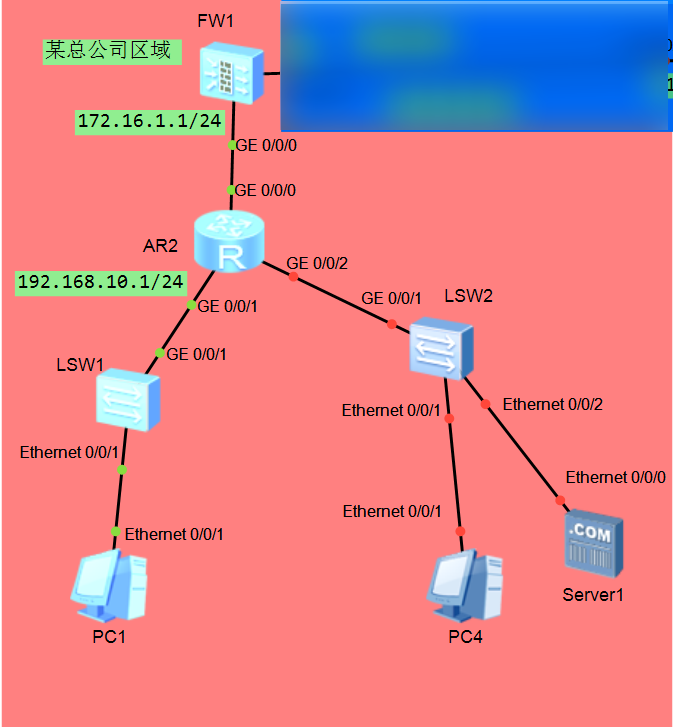 FW1
某总公司区域
172.16.1.1/24
GE 0/0/0
GE 0/0/0
AR2
GE 0/0/2
192.168.10.1/24
GE 0/0/1
GE 0/0/1
LSW2
GE 0/0/1
LSW1
Ethernet 0/0/1
Ethernet 0/0/2
Ethernet 0/0/1
Ethernet 0/0/0
Ethernet 0/0/1
Ethernet 0/0/1
.COM
R
Server1
PC1
PC4